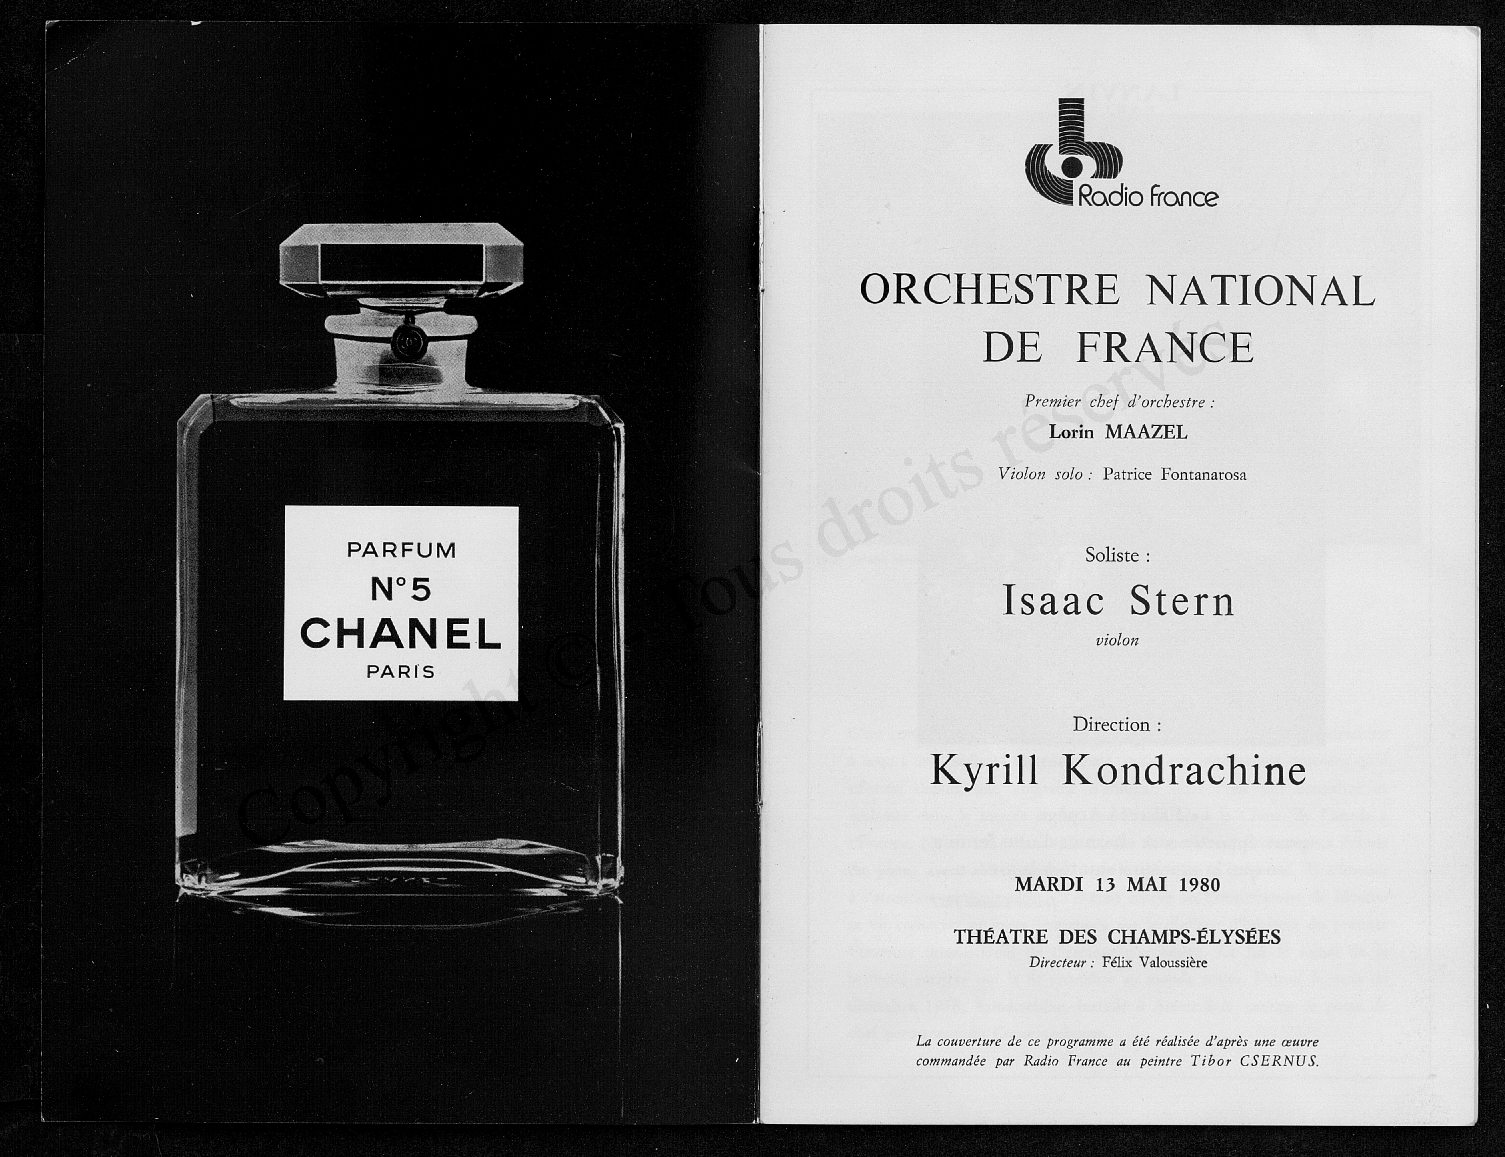 PARFUM
N°5
CHANEL
PARIS
Radio France
ORCHESTRE NATIONAL
DE FRANCE
Premier chef d'orchestre :
Lorin MAAZEL
Violon solo : Patrice Fontanarosa
Soliste :
Isaac Stern
violon
Direction :
Kyrill Kondrachine
MARDI 13 MAI 1980
THÉATRE DES CHAMPS-ÉLYSÉES
Directeur : Félix Valoussière
La couverture de ce programme a été réalisée d'après une œuvre
commandée par Radio France au peintre Tibor CSERNUS.
Copyright © - Tous droits réservés